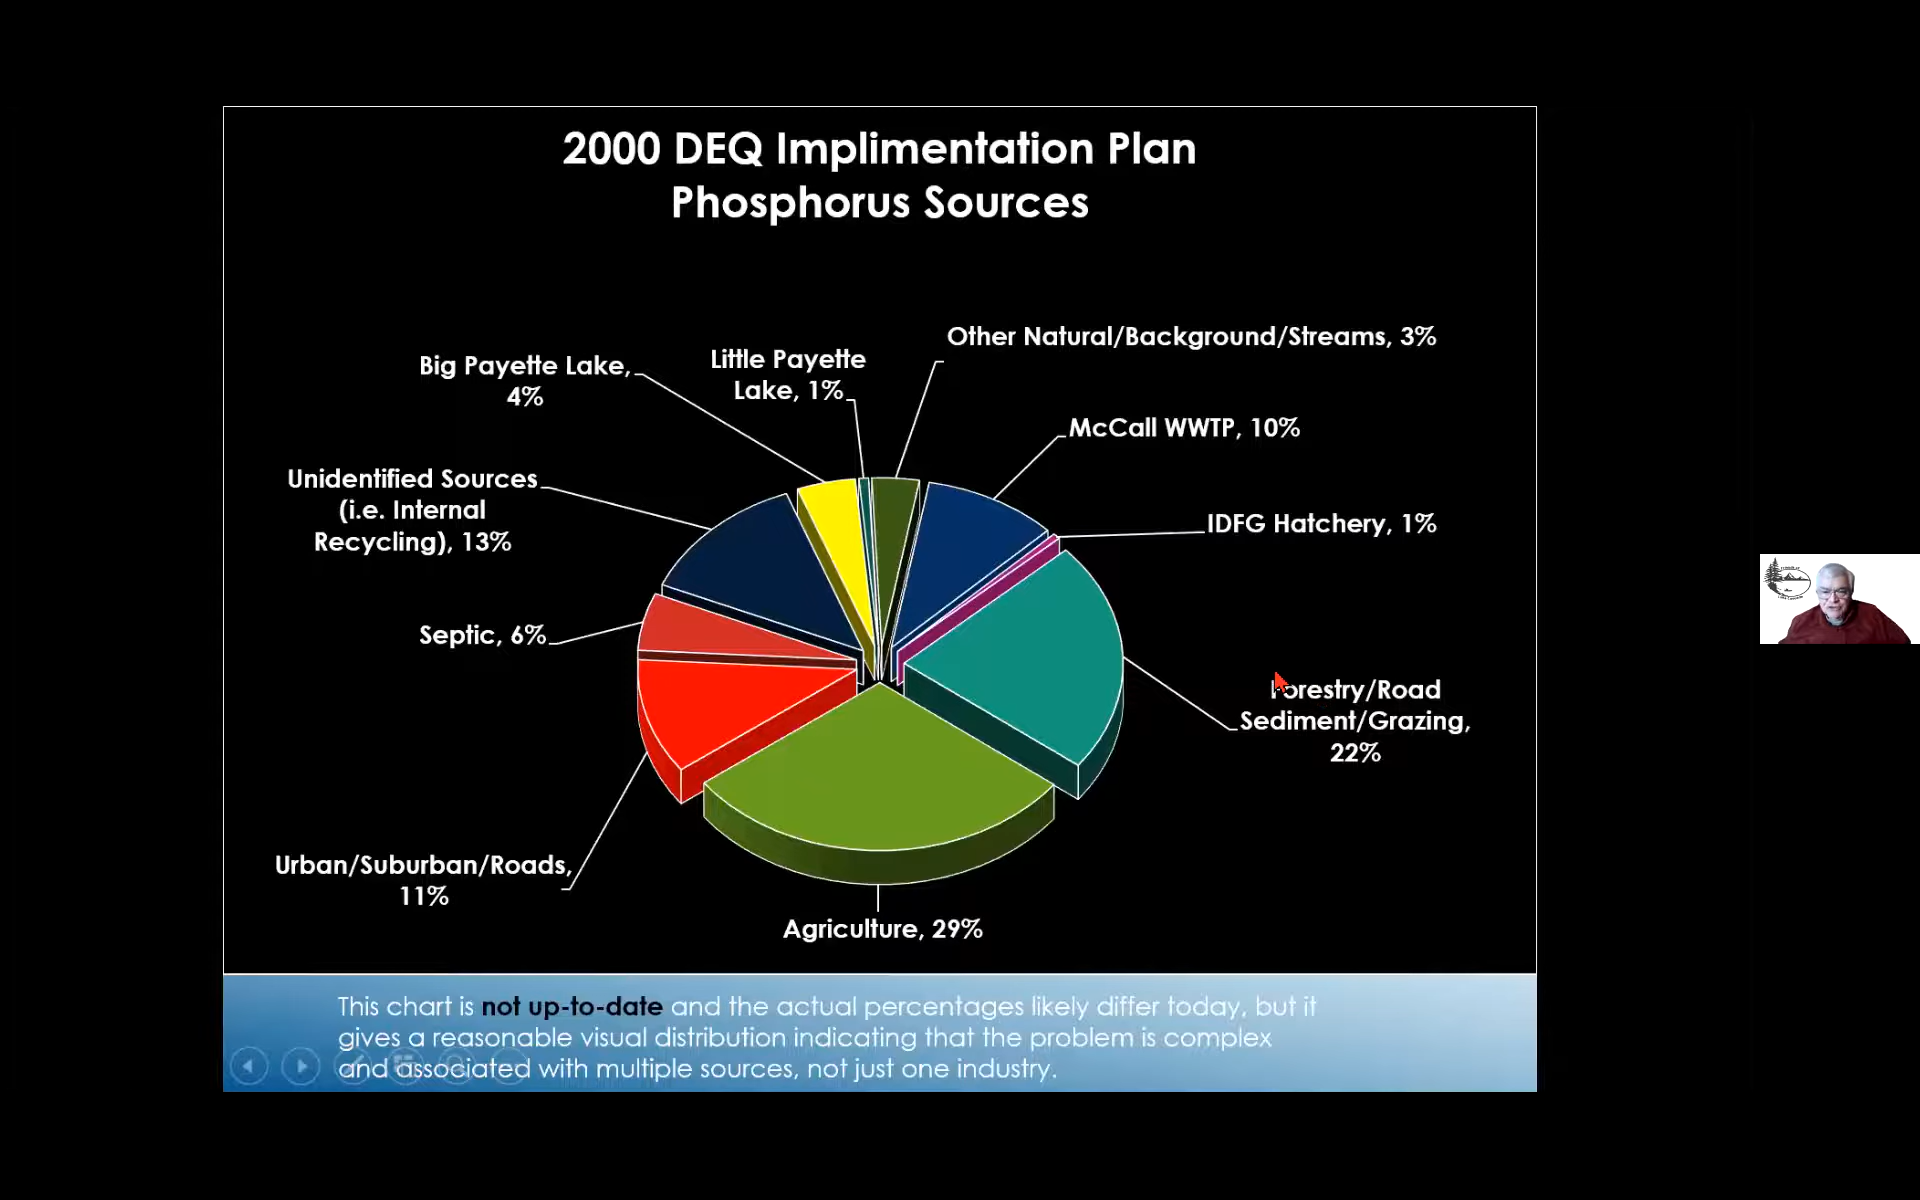 2000 DEQ Implimentation Plan
Phosphorus Sources
Other Natural/Background/Streams, 3%
Little Payette
Lake, 1%
Big Payette Lake,
4%
McCall WWTP, 10%
Unidentified Sources
(i.e. Internal
Recycling), 13%
IDFG Hatchery, 1%
Septic, 6%
Forestry/Road
Sediment/Grazing,
22%
Urban/Suburban/Roads,
11%
Agriculture, 29%
This chart is not up-to-date and the actual percentages likely differ today, but it
gives a reasonable visual distribution indicating that the problem is complex
and associated with multiple sources, not just one industry.